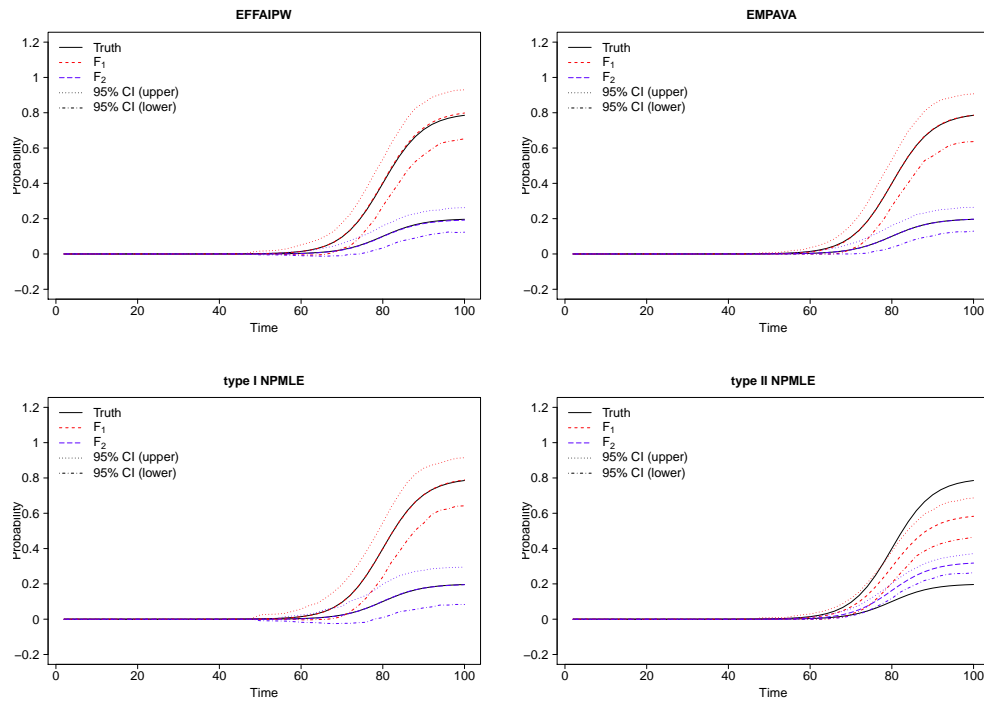 EFFAIPW
1.2
1
0.8
0.6
0.4
0.2
0
−0.2
Probability
Truth
F1
F2
95% CI (upper)
95% CI (lower)
0 20 40 60 80 100
Time
EMPAVA
1.2
1
0.8
0.6
0.4
0.2
0
−0.2
Probability
Truth
F1
F2
95% CI (upper)
95% CI (lower)
0 20 40 60 80 100
Time
type I NPMLE
1.2
1
0.8
0.6
0.4
0.2
0
−0.2
Probability
Truth
F1
F2
95% CI (upper)
95% CI (lower)
0 20 40 60 80 100
Time
type II NPMLE
1.2
1
0.8
0.6
0.4
0.2
0
−0.2
Probability
Truth
F1
F2
95% CI (upper)
95% CI (lower)
0 20 40 60 80 100
Time